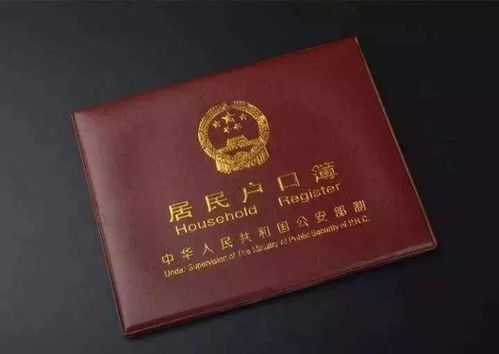 居民户口簿
Household Register
中华人民共和国公安部制
Under Supervision of The Ministry of Public Security of P.R.C.